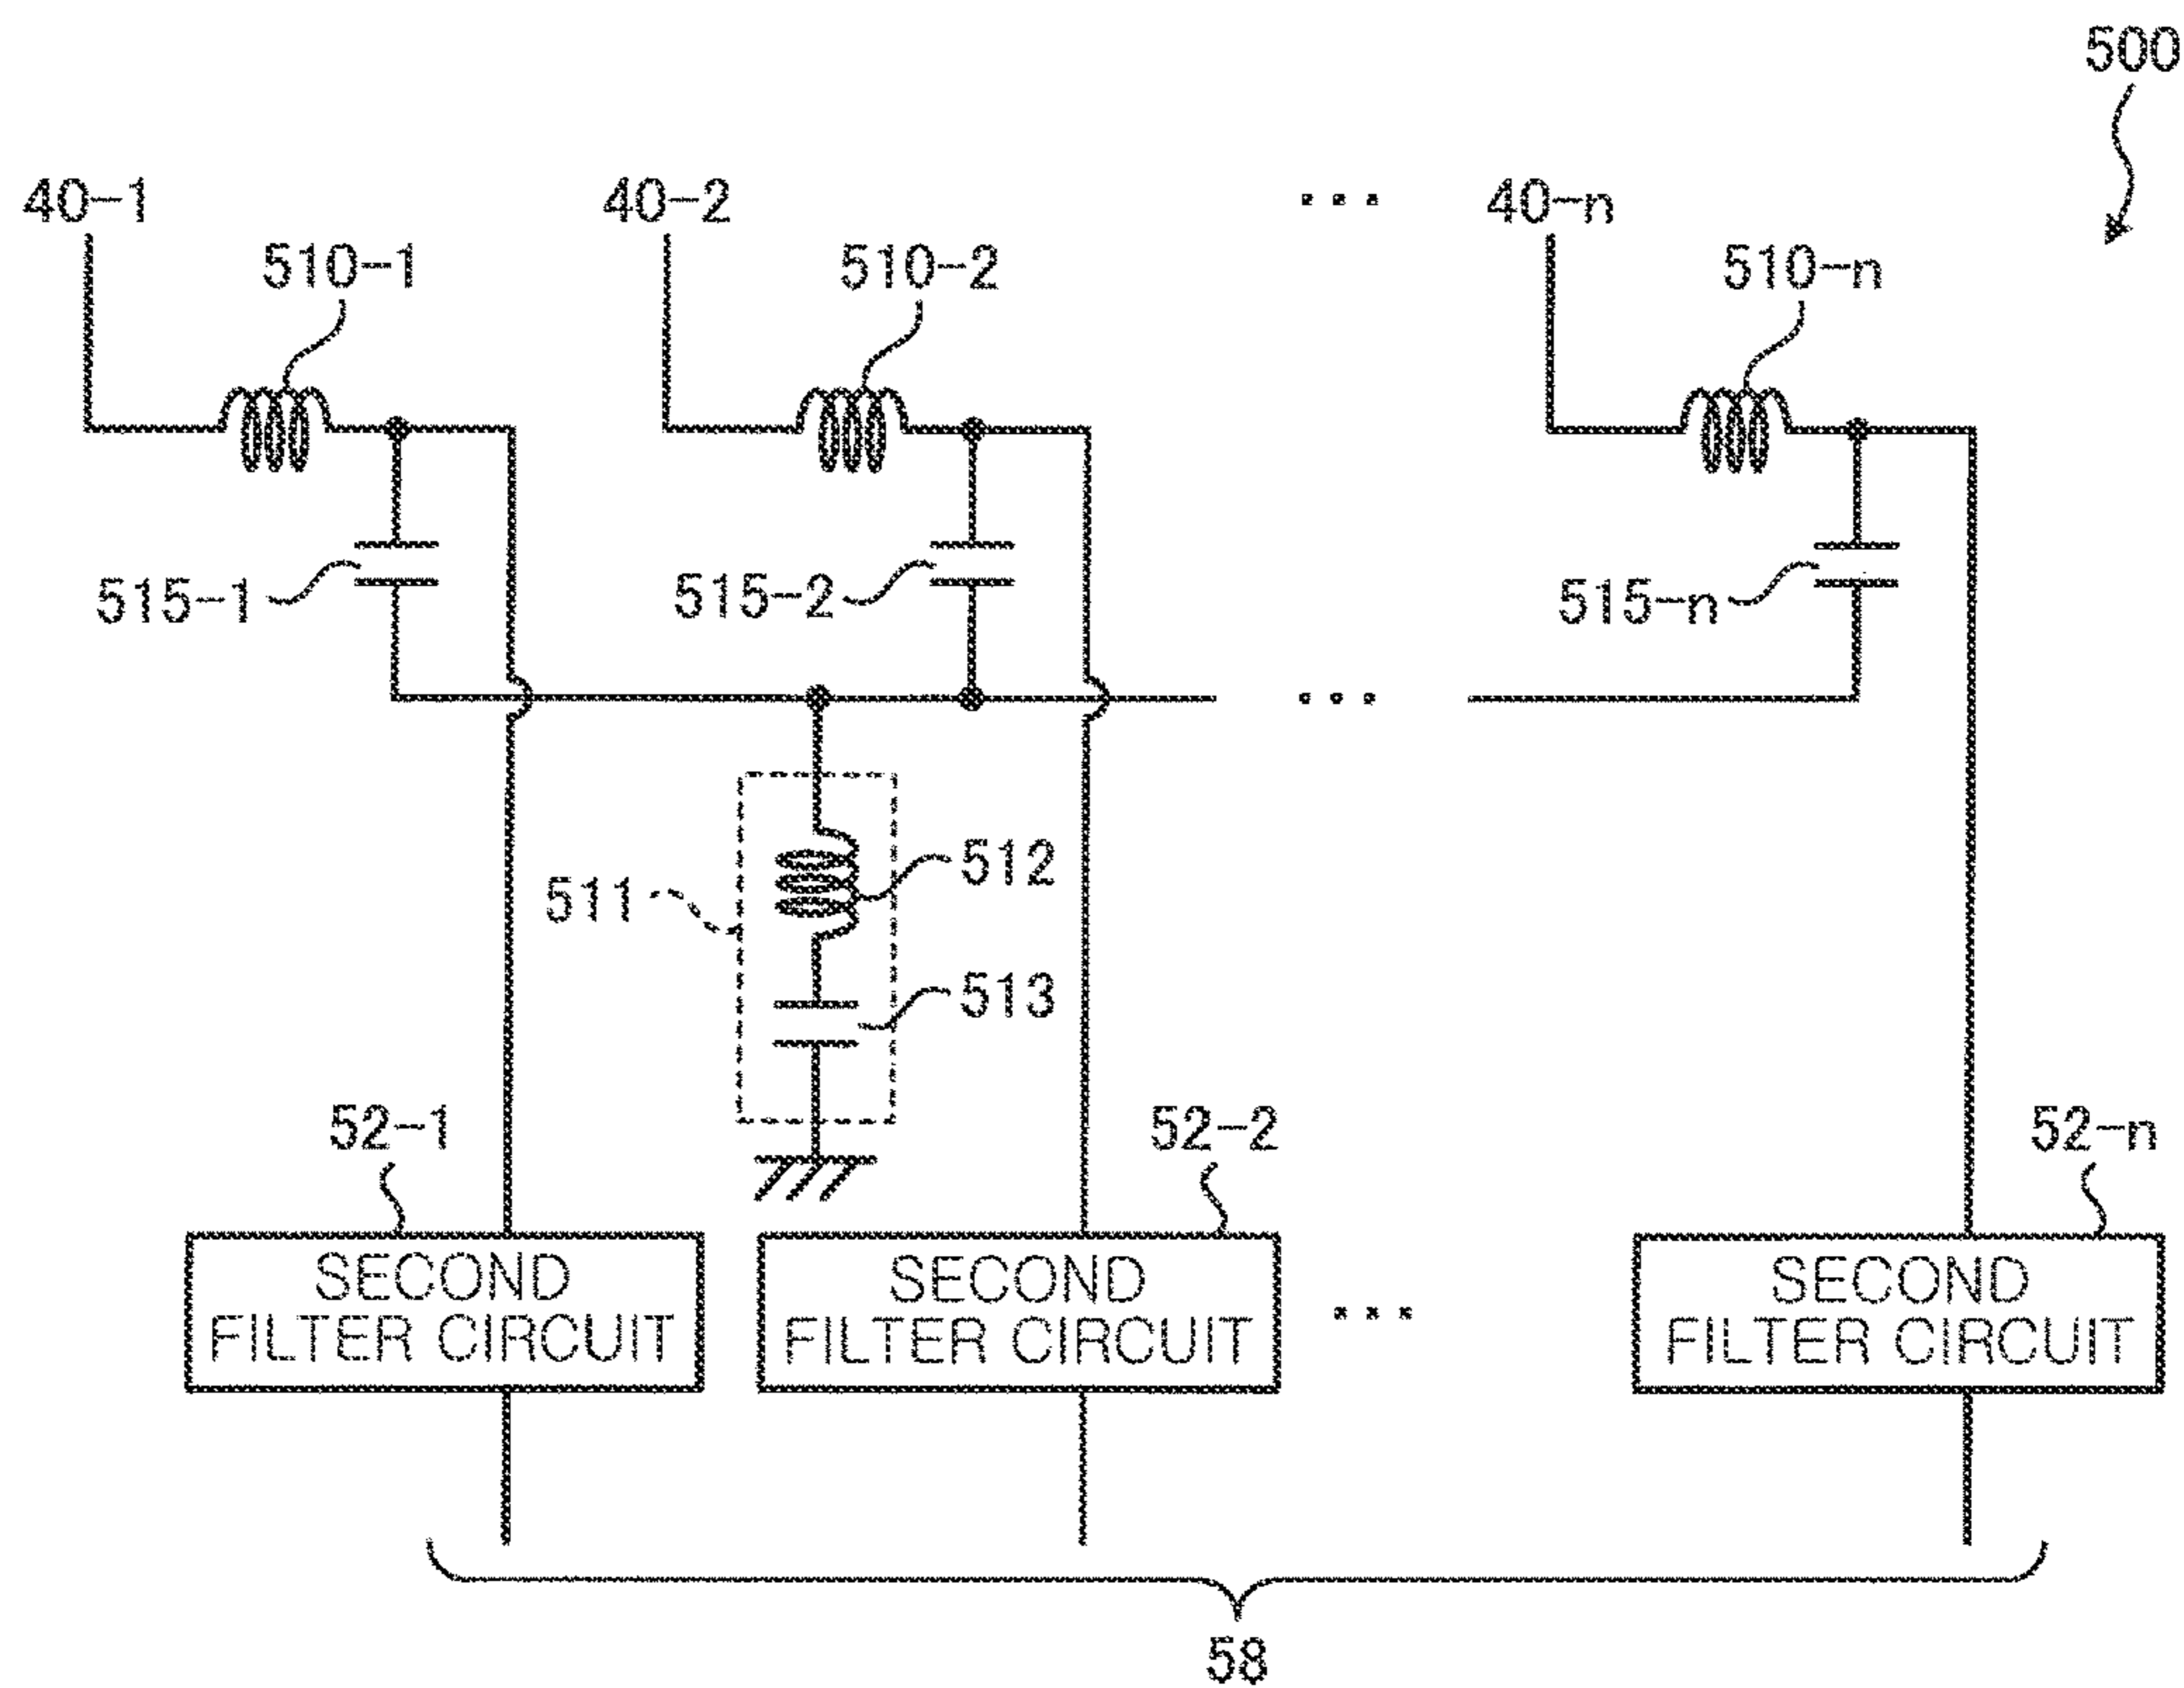 500
40-1
40-2
...
40-n
510-1
510-2
510-n
515-1
515-2
515-n
...
511
512
513
52-1
52-2
52-n
SECOND
FILTER CIRCUIT
SECOND
FILTER CIRCUIT
...
SECOND
FILTER CIRCUIT
58